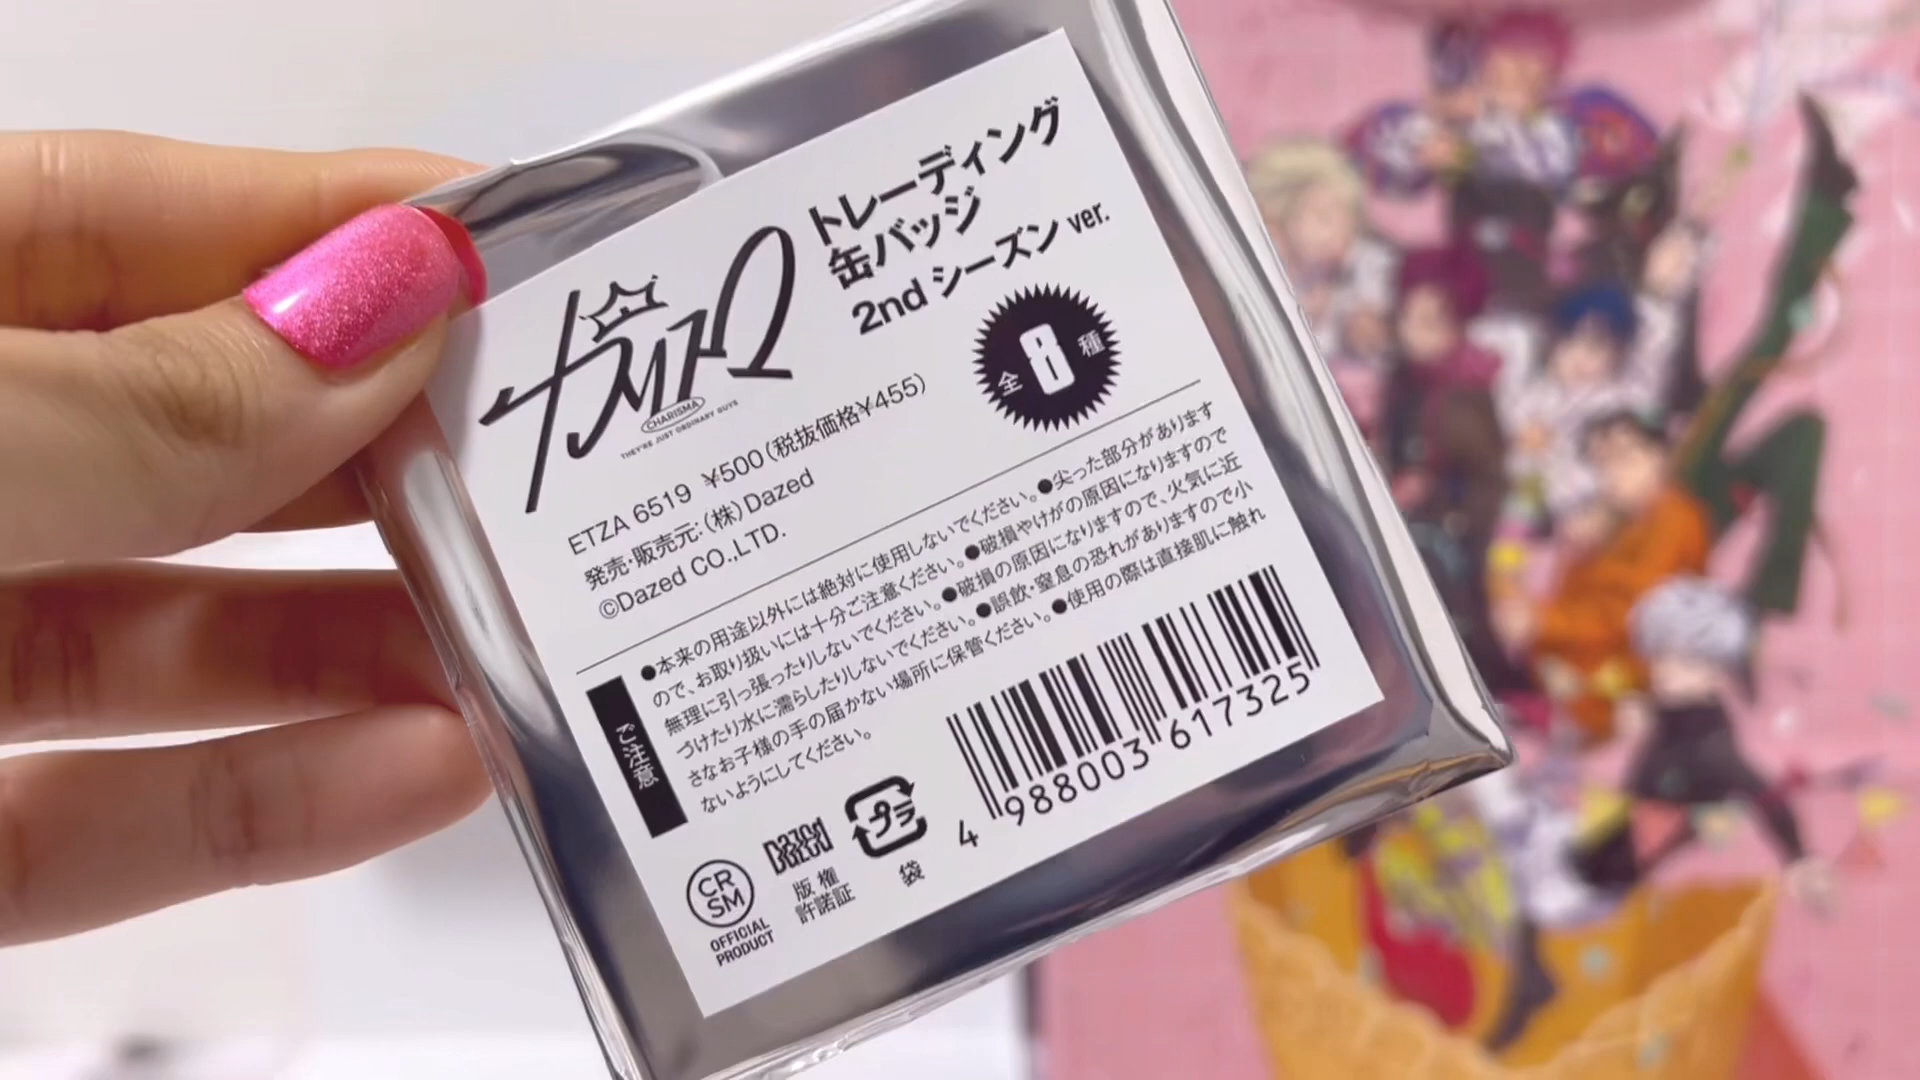 トレーディング
缶バッジ
2nd シーズン ver.
カリスマ
CHARISMA
THEY'RE JUST ORDINARY GUYS
全8種
ETZA 6519 ¥500(税抜価格¥455)
発売・販売元:(株)Dazed
©Dazed CO.,LTD.
ご注意
●本来の用途以外には絶対に使用しないでください。●尖った部分があります
ので、お取り扱いには十分ご注意ください。●破損やけがの原因になりますので
無理に引っ張ったりしないでください。●破損の原因になりますので、火気に近
づけたり水に濡らしたりしないでください。●誤飲・窒息の恐れがありますので小
さなお子様の手の届かない場所に保管ください。●使用の際は直接肌に触れ
ないようにしてください。
4 988003 617325
CR
SM
OFFICIAL
PRODUCT
Dazed
版権
許諾証
プラ
袋